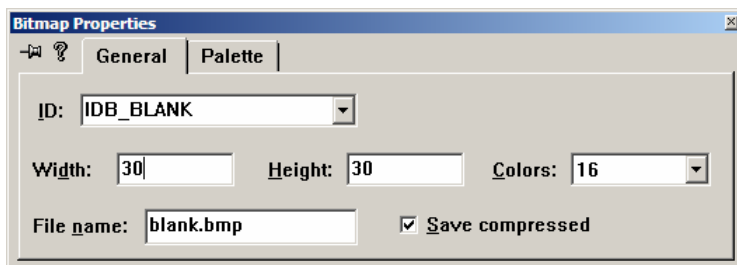 Bitmap Properties
? General Palette
ID: IDB_BLANK
Width: 30 Height: 30 Colors: 16
File name: blank.bmp Save compressed